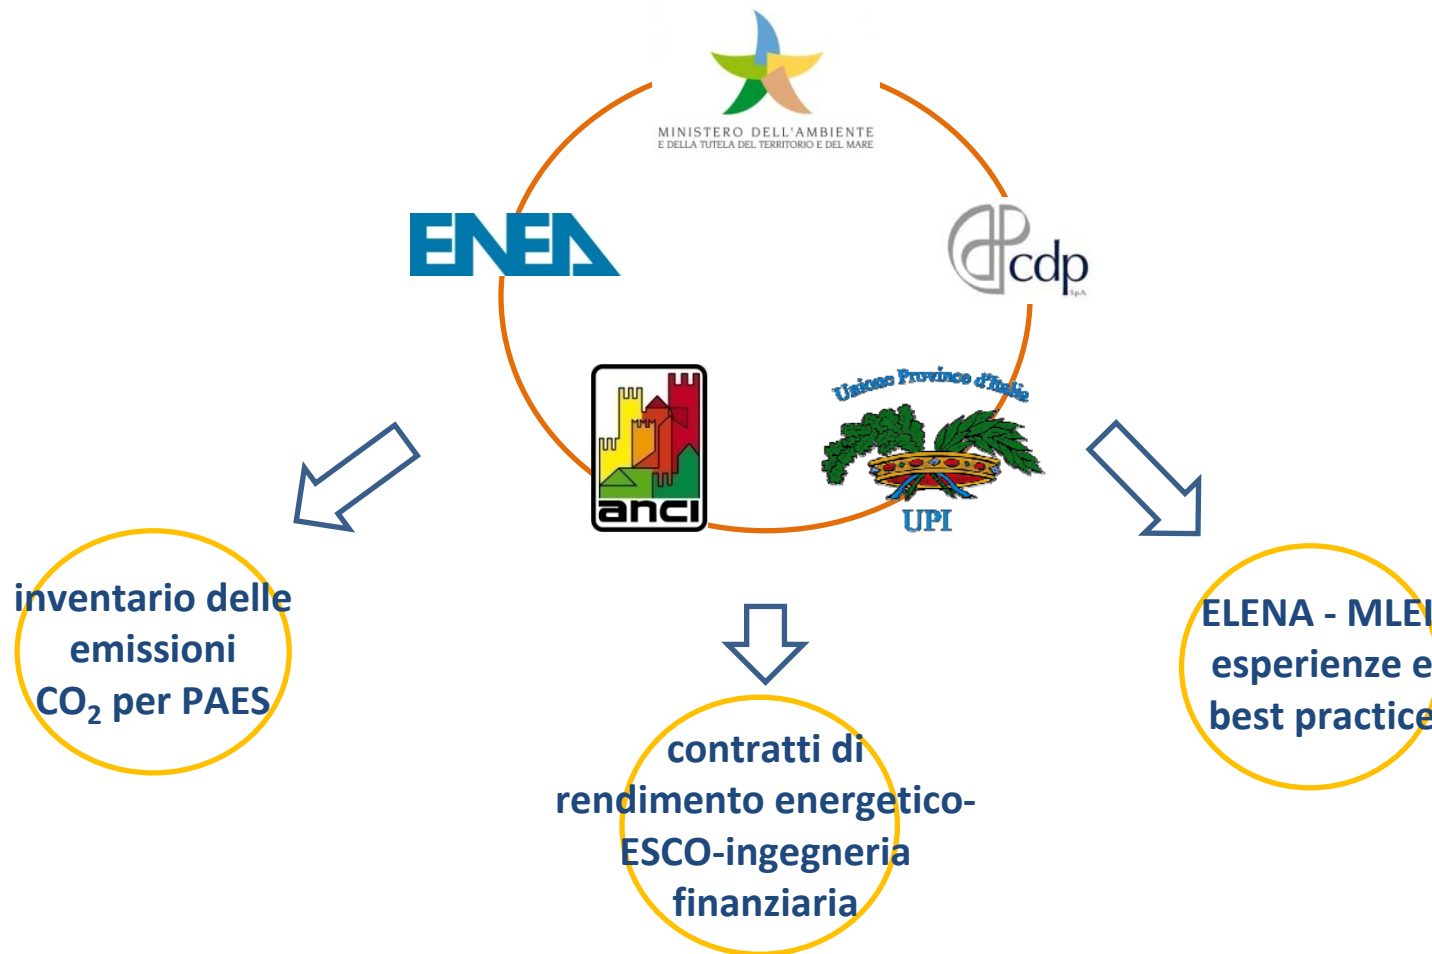 MINISTERO DELL'AMBIENTE
E DELLA TUTELA DEL TERRITORIO E DEL MARE
ENEA
cdp
S.p.A.
anci
Unione Province d'Italia
UPI
inventario delle
emissioni
CO₂ per PAES
contratti di
rendimento energetico-
ESCO-ingegneria
finanziaria
ELENA - MLEI
esperienze e
best practice